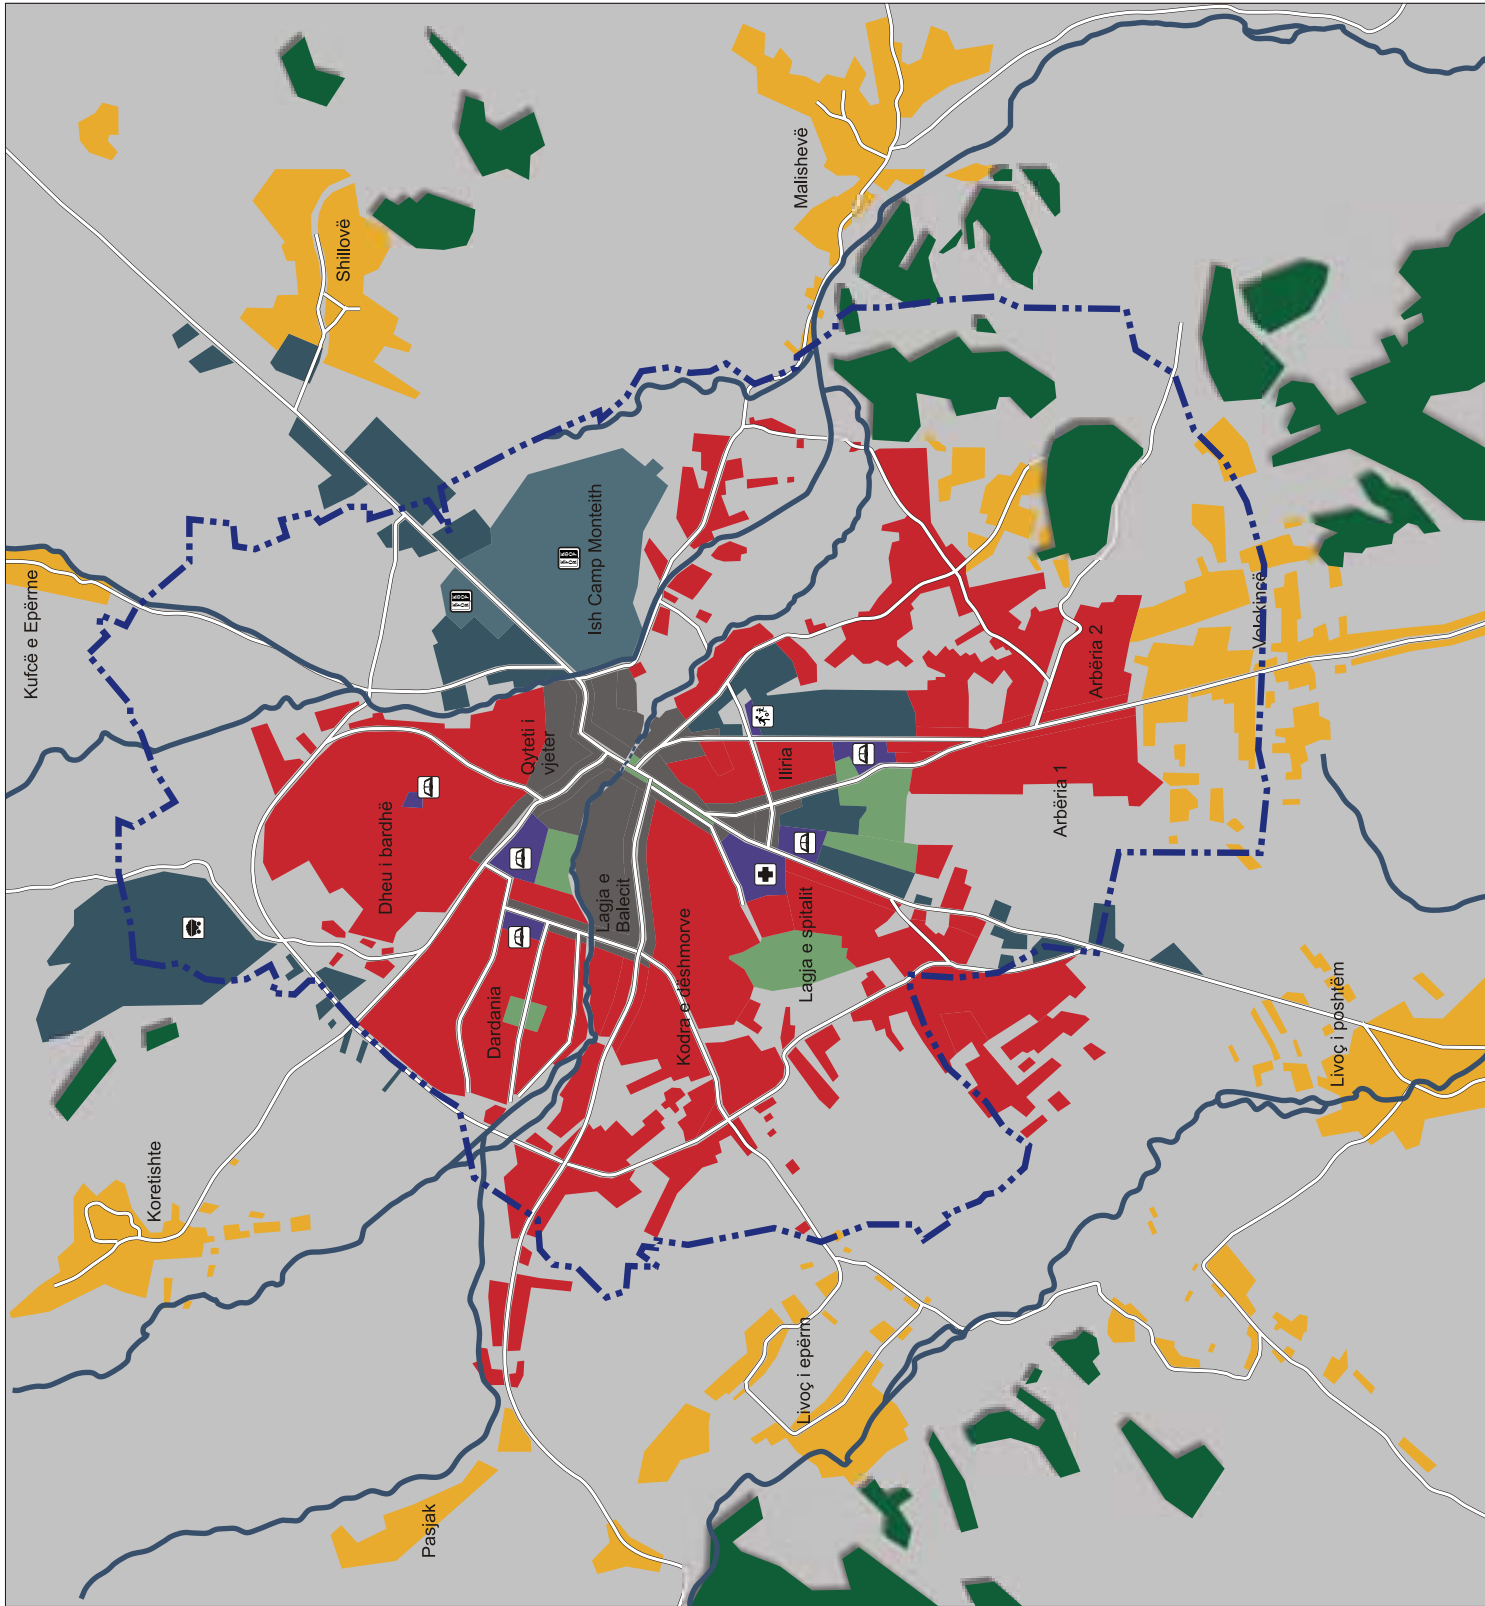 Kufcë e Epërme
Shillovë
Malishevë
Ish Camp Monteith
Qyteti i
vjeter
Dheu i bardhë
Iliria
Arbëria 2
Arbëria 1
Velekincë
Lagja e
Balecit
Dardania
Kodra e dëshmorve
Lagja e spitalit
Koretishte
Livoç i poshtëm
Livoç i epërm
Pasjak